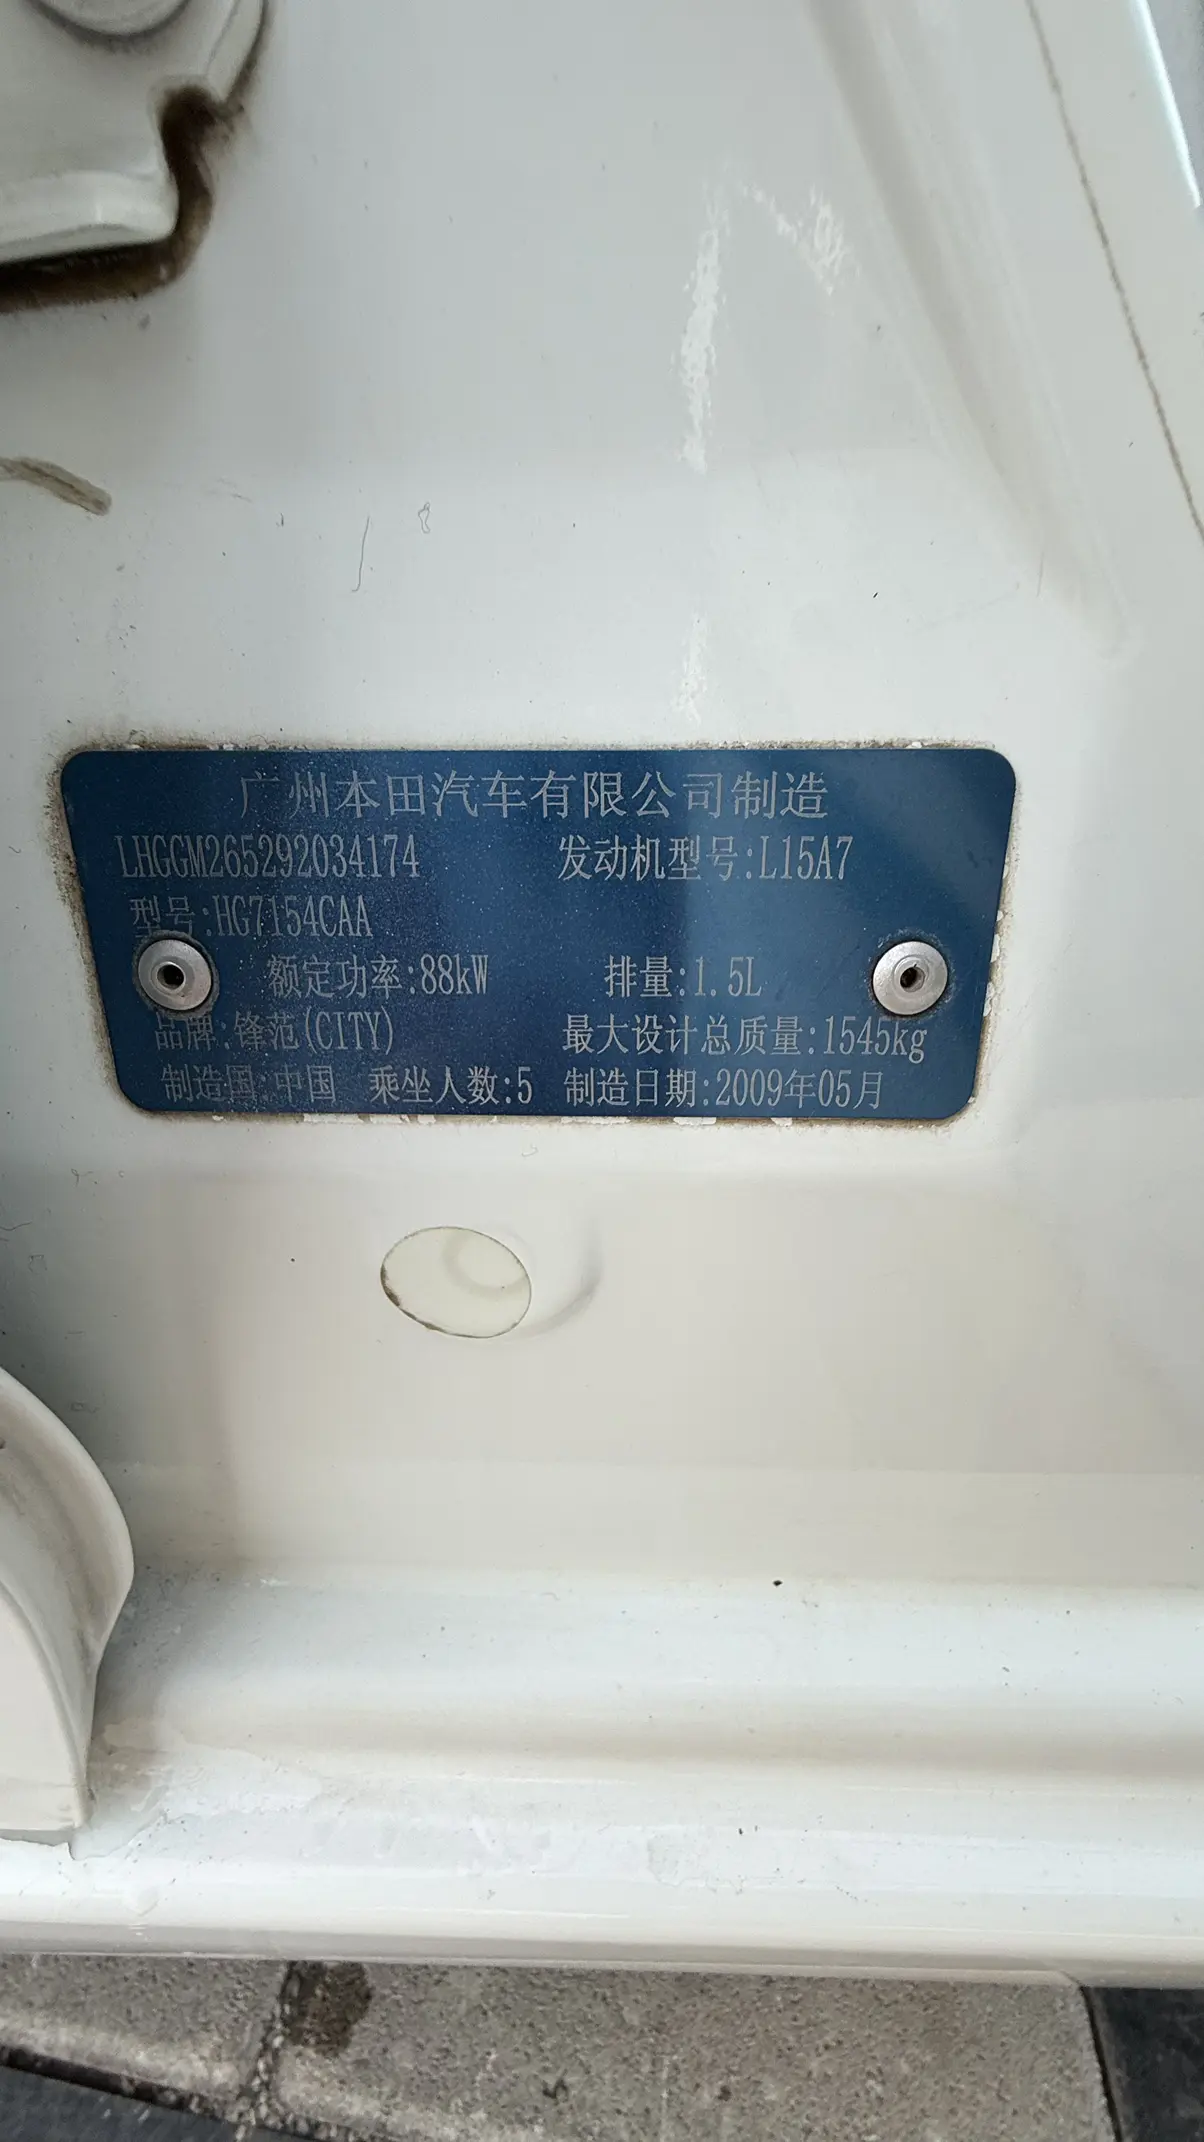 广州本田汽车有限公司制造
LHGGM265292034174 发动机型号:L15A7
型号:HG7154CAA
额定功率:88kW 排量:1.5L
品牌:锋范(CITY) 最大设计总质量:1545kg
制造国:中国 乘坐人数:5 制造日期:2009年05月